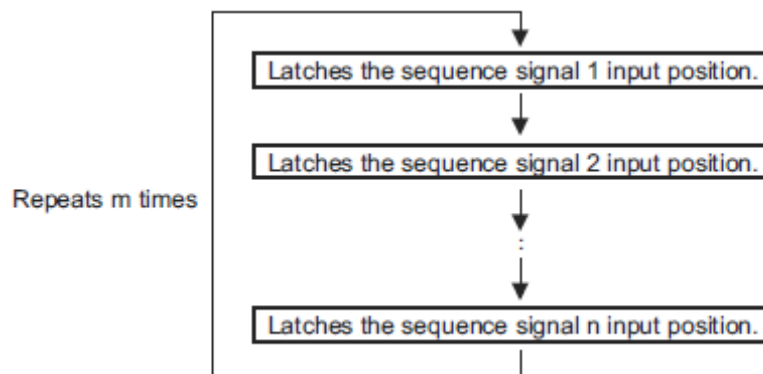 Latches the sequence signal 1 input position.
Latches the sequence signal 2 input position.
Repeats m times
:
Latches the sequence signal n input position.